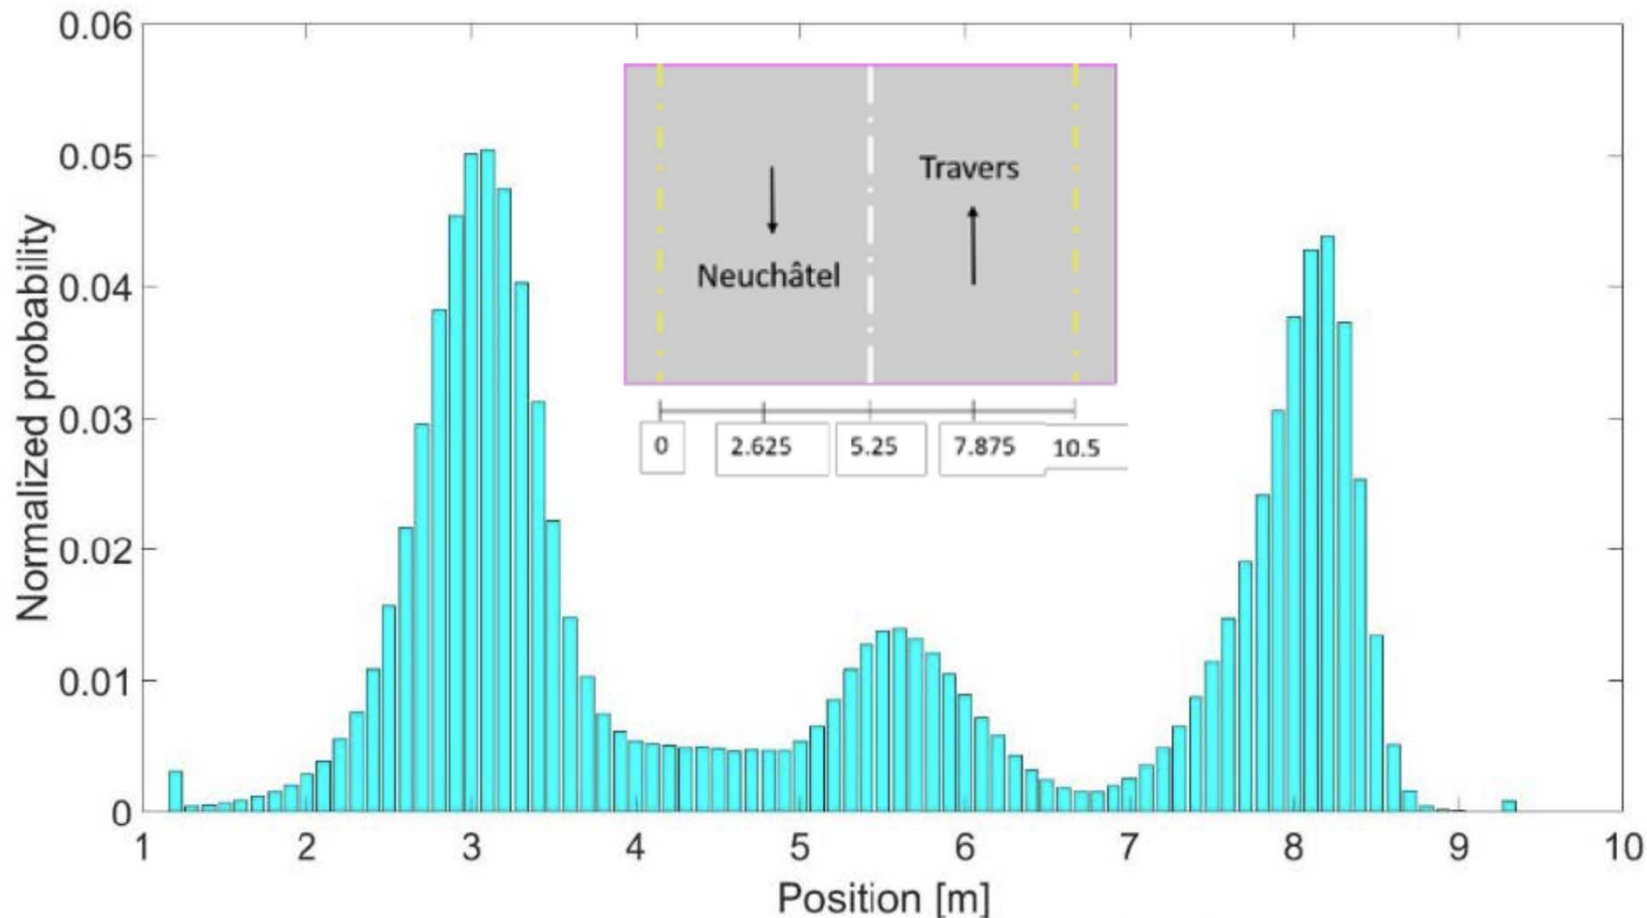 0.06
0.05
0.04
0.03
0.02
0.01
0
Normalized probability
Travers
Neuchâtel
0 2.625 5.25 7.875 10.5
1 2 3 4 5 6 7 8 9 10
Position [m]